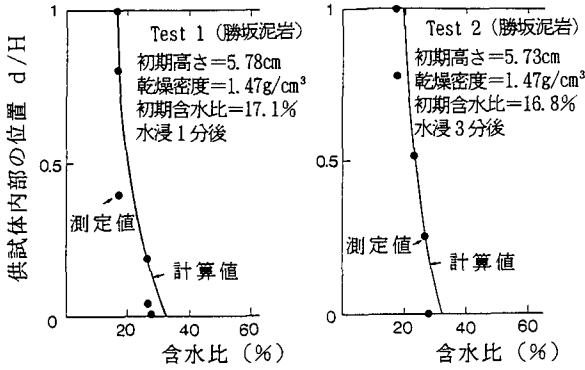 供試体内部の位置 d/H
1
0.5
0
0
20
40
60
含水比 (%)
Test 1 (勝坂泥岩)
初期高さ=5.78cm
乾燥密度=1.47g/cm³
初期含水比=17.1%
水浸1分後
測定値
計算値
1
0.5
0
0
20
40
60
含水比 (%)
Test 2 (勝坂泥岩)
初期高さ=5.73cm
乾燥密度=1.47g/cm³
初期含水比=16.8%
水浸3分後
測定値
計算値